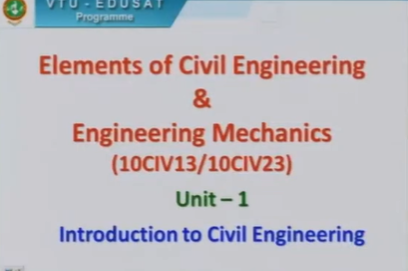 VTU - EDUSAT
Programme
Elements of Civil Engineering
&
Engineering Mechanics
(10CIV13/10CIV23)
Unit – 1
Introduction to Civil Engineering